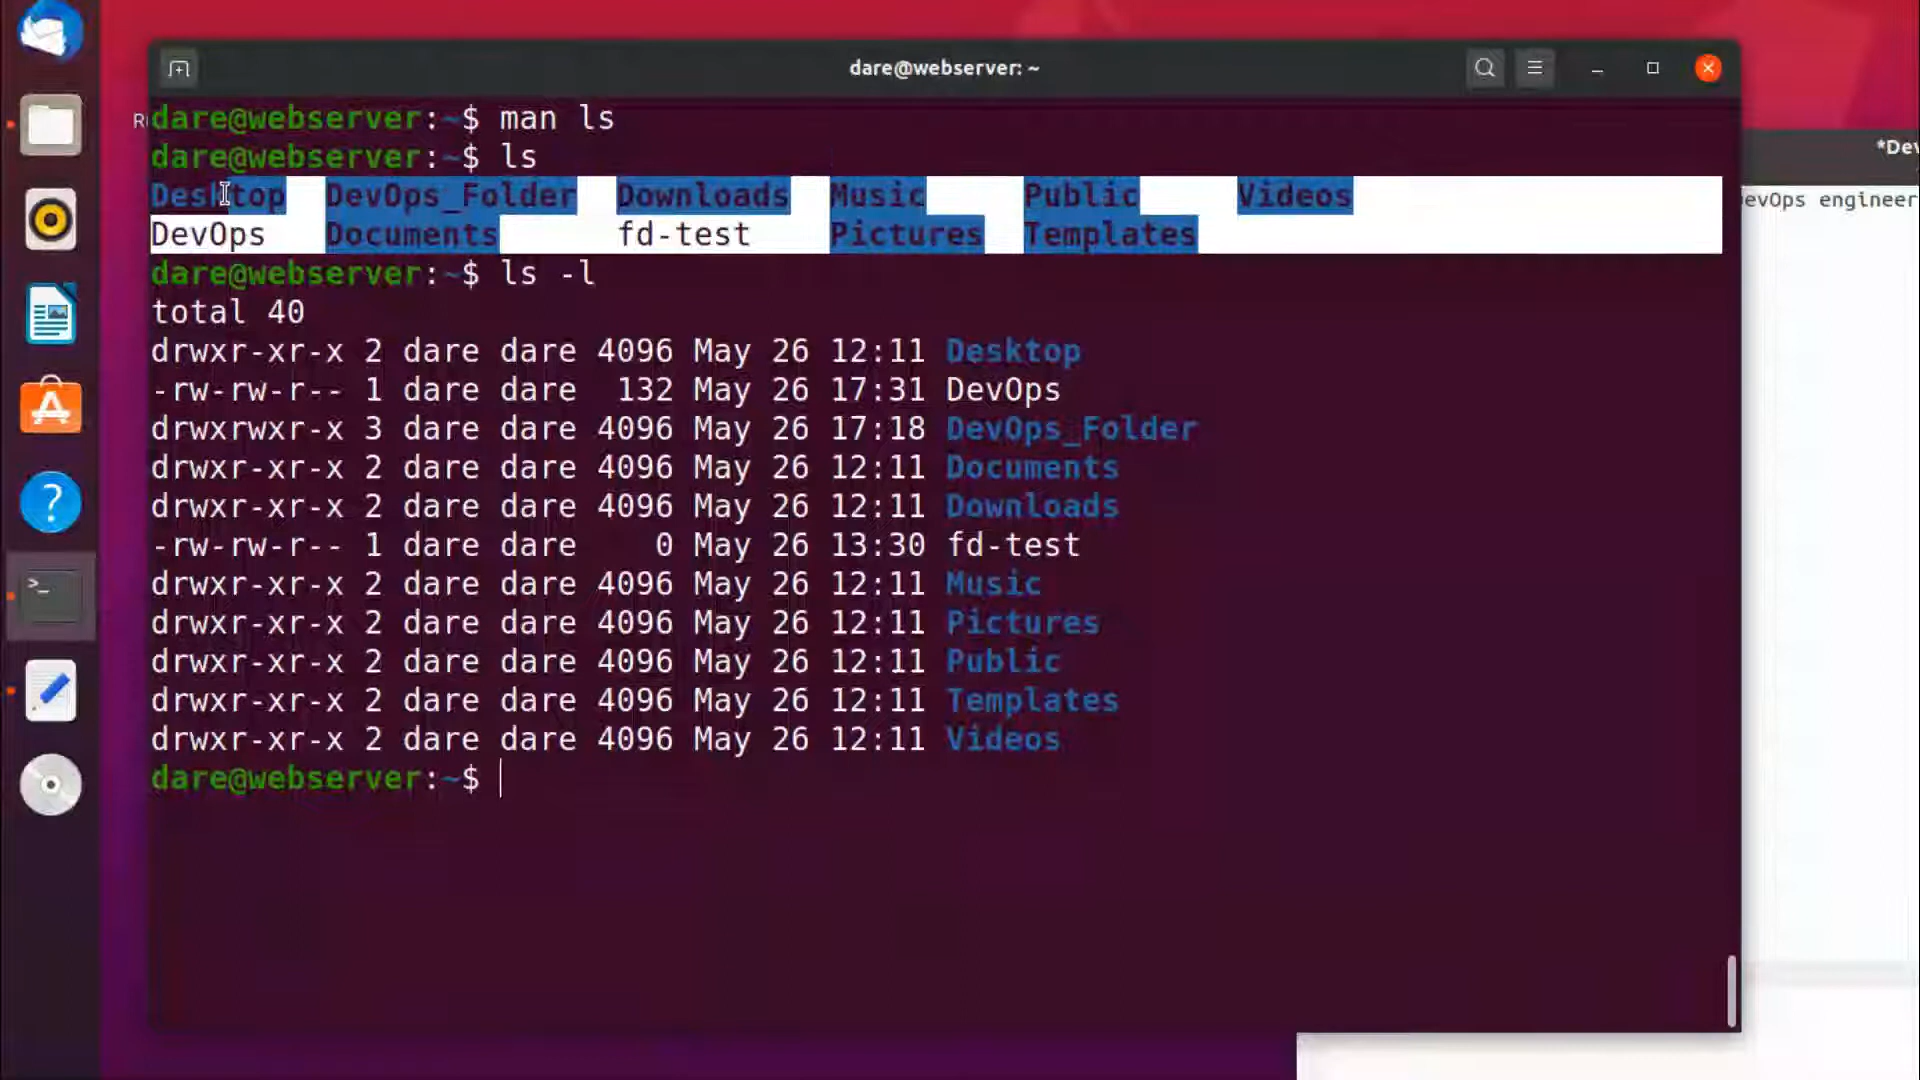 dare@webserver: ~
dare@webserver:~$ man ls
dare@webserver:~$ ls
Desktop DevOps_Folder Downloads Music Public Videos
DevOps Documents fd-test Pictures Templates
dare@webserver:~$ ls -l
total 40
drwxr-xr-x 2 dare dare 4096 May 26 12:11 Desktop
-rw-rw-r-- 1 dare dare 132 May 26 17:31 DevOps
drwxrwxr-x 3 dare dare 4096 May 26 17:18 DevOps_Folder
drwxr-xr-x 2 dare dare 4096 May 26 12:11 Documents
drwxr-xr-x 2 dare dare 4096 May 26 12:11 Downloads
-rw-rw-r-- 1 dare dare 0 May 26 13:30 fd-test
drwxr-xr-x 2 dare dare 4096 May 26 12:11 Music
drwxr-xr-x 2 dare dare 4096 May 26 12:11 Pictures
drwxr-xr-x 2 dare dare 4096 May 26 12:11 Public
drwxr-xr-x 2 dare dare 4096 May 26 12:11 Templates
drwxr-xr-x 2 dare dare 4096 May 26 12:11 Videos
dare@webserver:~$
*Dev
evOps engineer